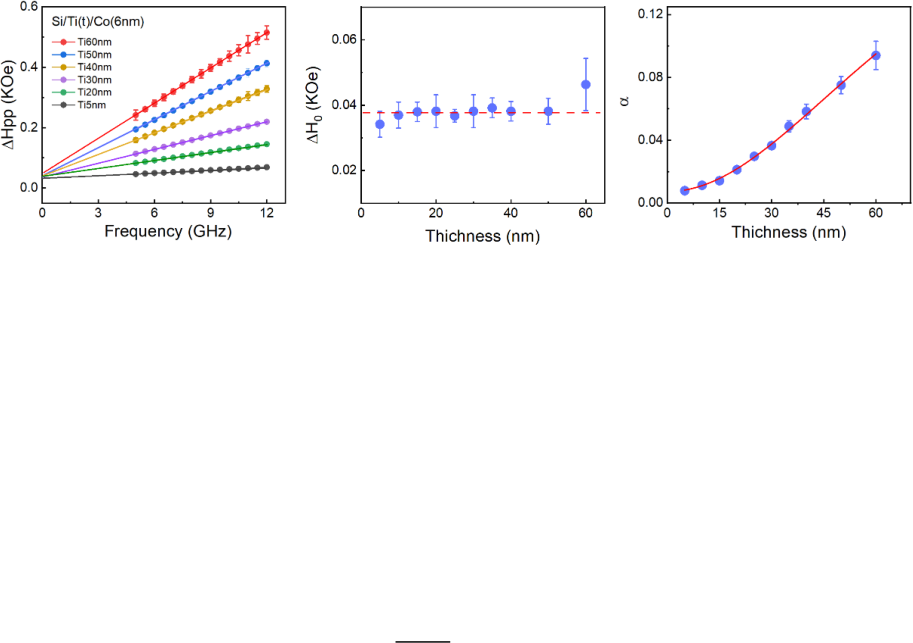 Si/Ti(t)/Co(6nm)
Ti60nm
Ti50nm
Ti40nm
Ti30nm
Ti20nm
Ti5nm
ΔHpp (KOe)
0.6
0.4
0.2
0.0
0 3 6 9 12
Frequency (GHz)
ΔH0 (KOe)
0.06
0.04
0.02
0 20 40 60
Thichness (nm)
α
0.12
0.08
0.04
0.00
0 15 30 45 60
Thichness (nm)